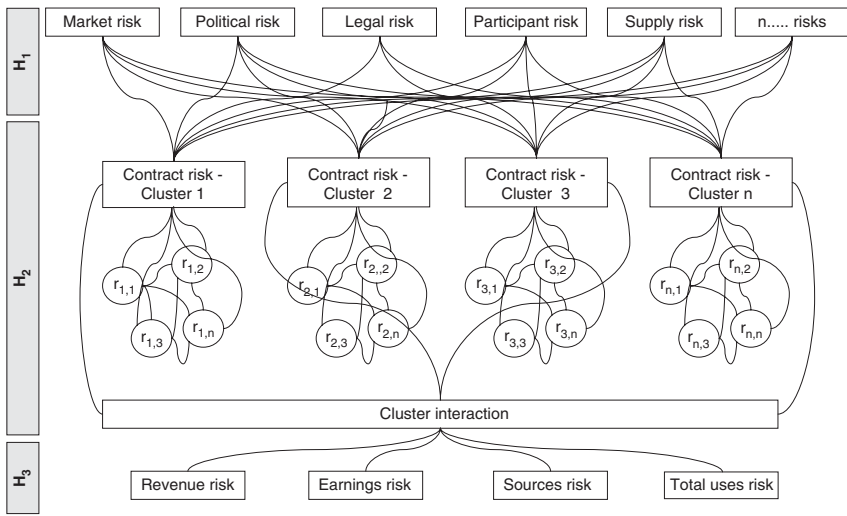 H1
Market risk
Political risk
Legal risk
Participant risk
Supply risk
n..... risks
H2
Contract risk -
Cluster 1
Contract risk -
Cluster 2
Contract risk -
Cluster 3
Contract risk -
Cluster n
r1,1
r1,2
r1,3
r1,n
r2,1
r2,,2
r2,3
r2,n
r3,1
r3,2
r3,3
r3,n
rn,1
rn,2
rn,3
rn,n
Cluster interaction
H3
Revenue risk
Earnings risk
Sources risk
Total uses risk